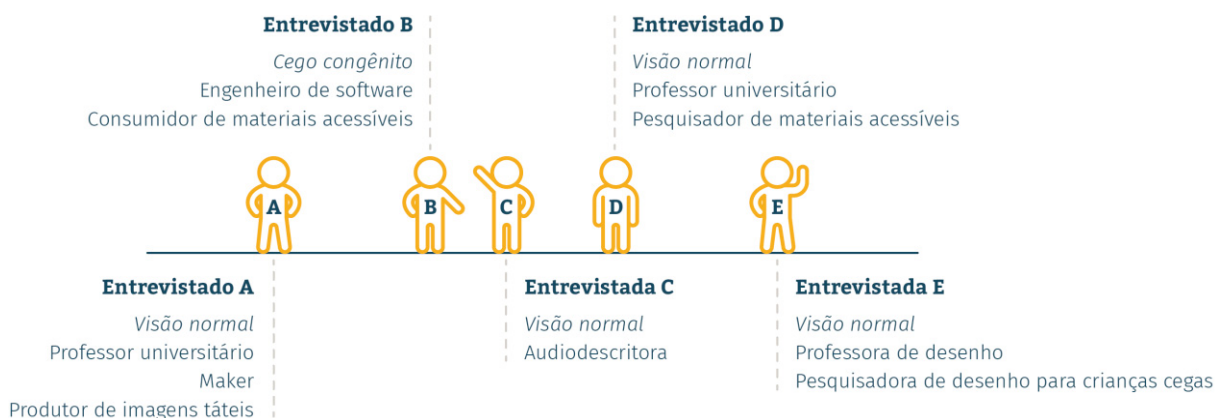 Entrevistado B
Cego congênito
Engenheiro de software
Consumidor de materiais acessíveis
Entrevistado D
Visão normal
Professor universitário
Pesquisador de materiais acessíveis
A
B
C
D
E
Entrevistado A
Visão normal
Professor universitário
Maker
Produtor de imagens táteis
Entrevistada C
Visão normal
Audiodescritora
Entrevistada E
Visão normal
Professora de desenho
Pesquisadora de desenho para crianças cegas